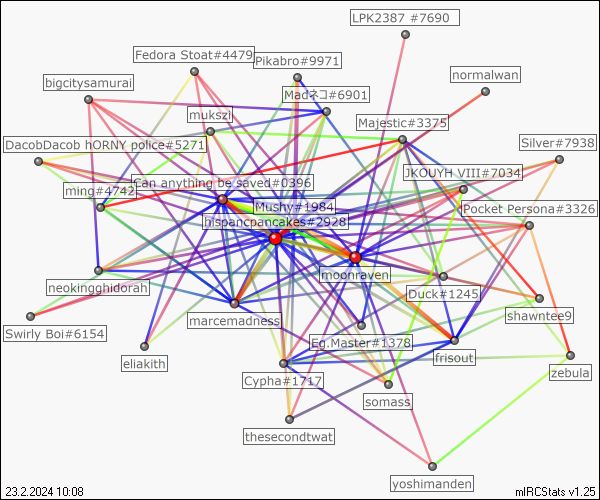 LPK2387 #7690
Fedora Stoat#4479
Pikabro#9971
normalwan
bigcitysamurai
Madネコ#6901
mukszi
Majestic#3375
Silver#7938
DacobDacob hORNY police#5271
JKOUYH VIII#7034
Can anything be saved#0396
ming#4742
Mushy#1984
Pocket Persona#3326
nispancpancakes#2928
moonraven
neokingghidorah
Duck#1245
shawntee9
marcemadness
Swirly Boi#6154
Eg.Master#1378
frisout
eliakith
zebula
Cypha#1717
somass
thesecondtwat
yoshimanden
23.2.2024 10:08
mIRCStats v1.25